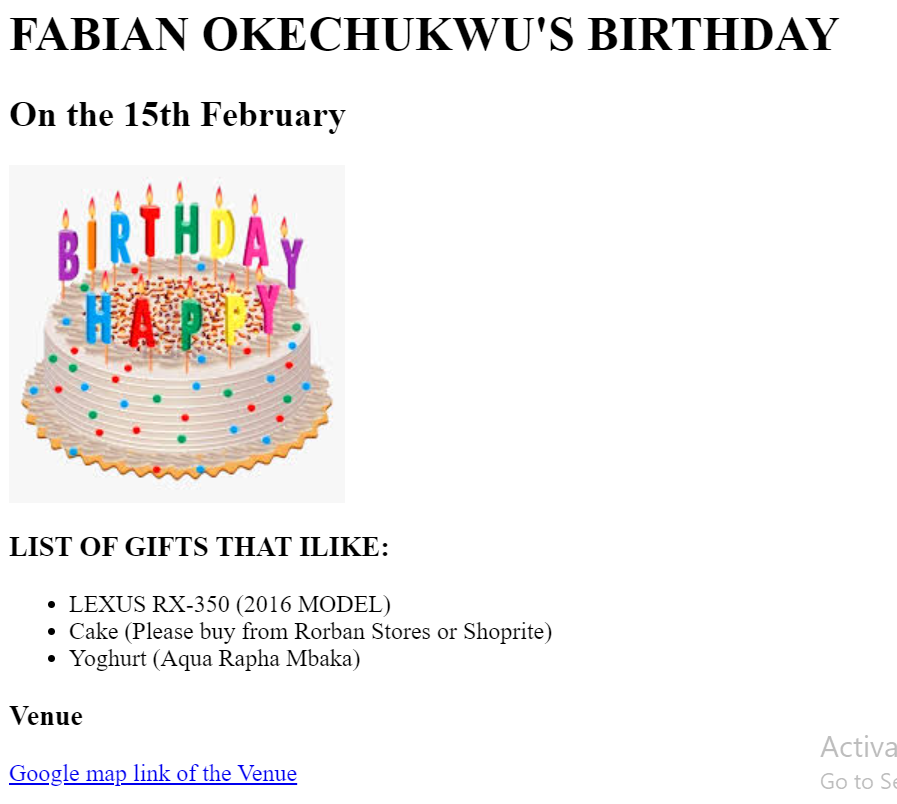 FABIAN OKECHUKWU'S BIRTHDAY
On the 15th February
BIRTHDAY
HAPPY
LIST OF GIFTS THAT ILIKE:
LEXUS RX-350 (2016 MODEL)
Cake (Please buy from Rorban Stores or Shoprite)
Yoghurt (Aqua Rapha Mbaka)
Venue
Google map link of the Venue
Activa
Go to Se